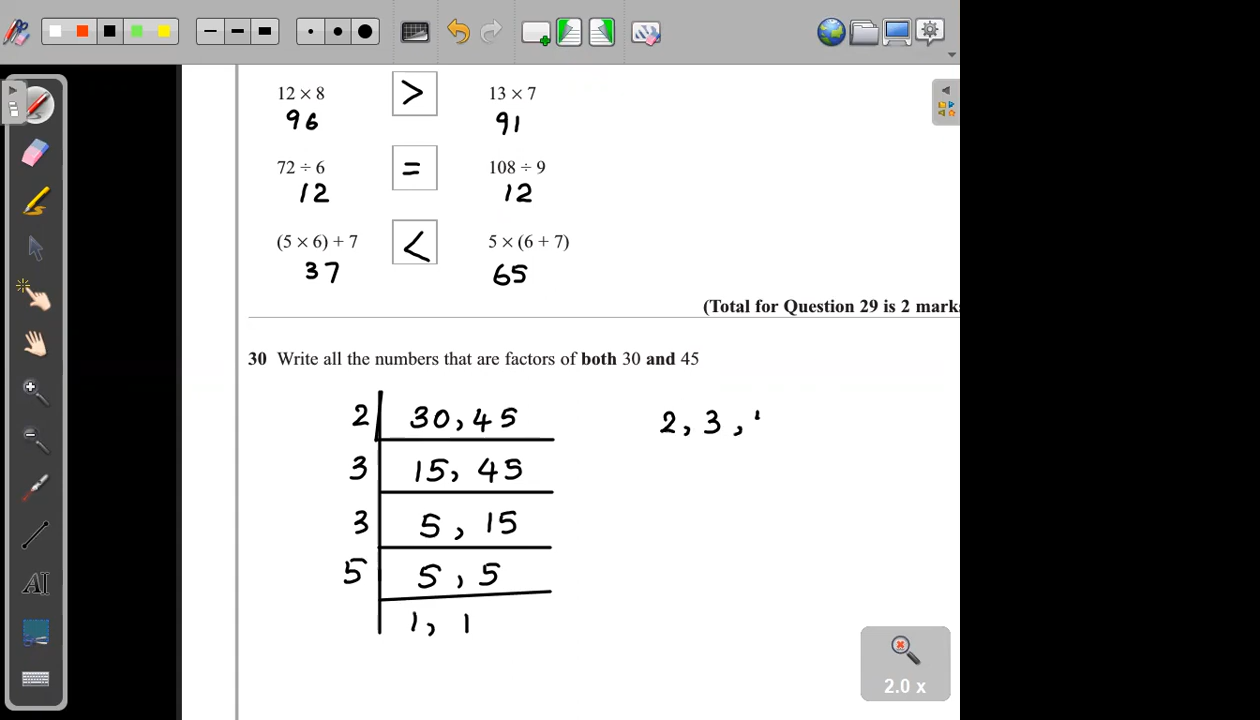 12 × 8 > 13 × 7
96 91
72 ÷ 6 = 108 ÷ 9
12 12
(5 × 6) + 7 < 5 × (6 + 7)
37 65
(Total for Question 29 is 2 mark
30 Write all the numbers that are factors of both 30 and 45
2 30, 45 2, 3,
3 15, 45
3 5, 15
5 5, 5
1, 1
AI
2.0 x